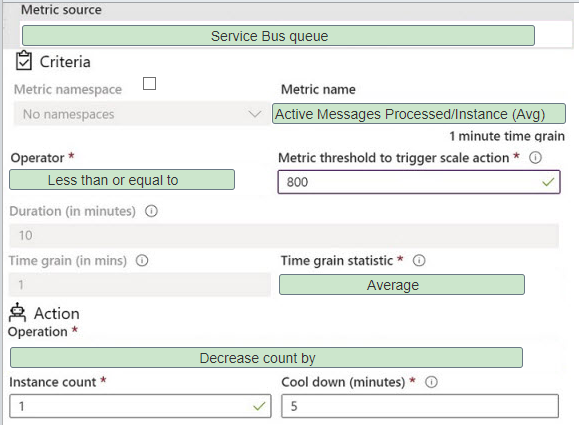 Metric source
Service Bus queue
Criteria
Metric namespace
Metric name
No namespaces
Active Messages Processed/Instance (Avg)
1 minute time grain
Operator *
Metric threshold to trigger scale action *
Less than or equal to
800
Duration (in minutes)
10
Time grain (in mins)
Time grain statistic *
1
Average
Action
Operation *
Decrease count by
Instance count *
Cool down (minutes) *
1
5